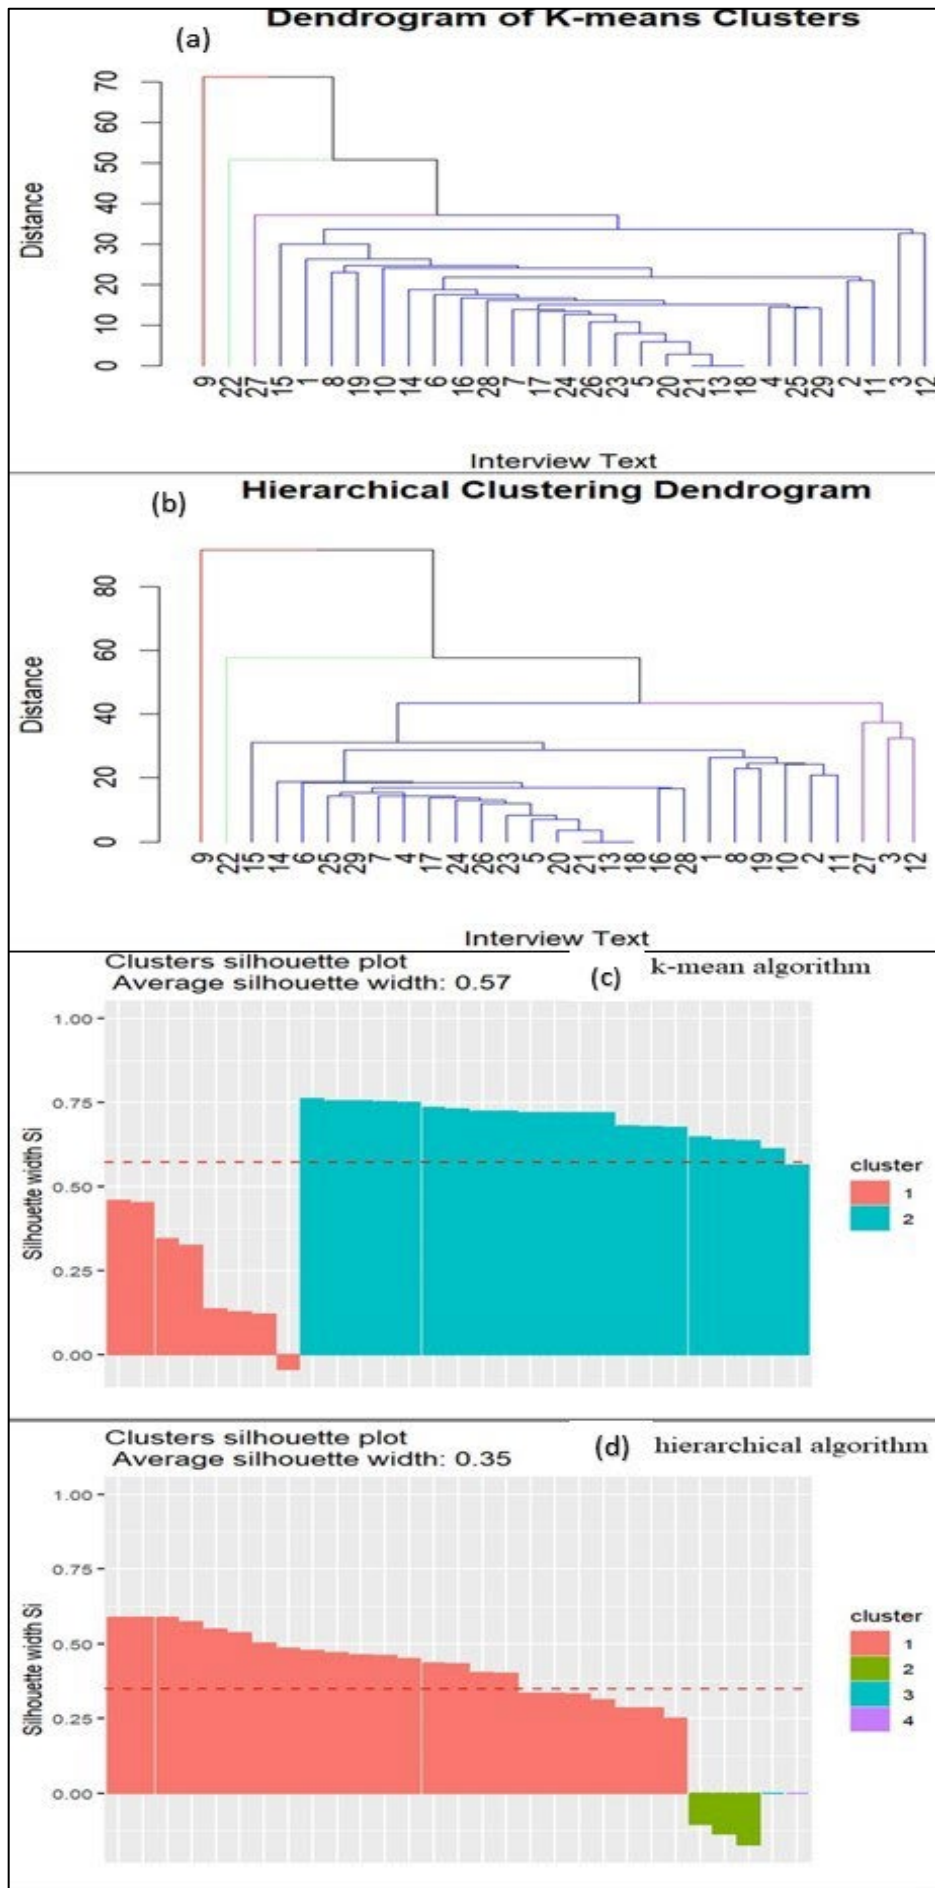 Dendrogram of K-means Clusters
(a)
Distance
70
60
50
40
30
20
10
0
9 22 27 15 1 8 19 10 14 6 16 28 7 17 24 26 23 5 20 21 13 18 4 25 29 2 11 3 12
Interview Text
(b)
Hierarchical Clustering Dendrogram
Distance
80
60
40
20
0
9 22 15 14 6 25 29 7 4 17 24 26 23 5 20 21 13 18 16 28 1 8 19 10 2 11 27 3 12
Interview Text
Clusters silhouette plot
Average silhouette width: 0.57
(c)
k-mean algorithm
Silhouette width Si
1.00
0.75
0.50
0.25
0.00
cluster
1
2
Clusters silhouette plot
Average silhouette width: 0.35
(d)
hierarchical algorithm
Silhouette width Si
1.00
0.75
0.50
0.25
0.00
cluster
1
2
3
4